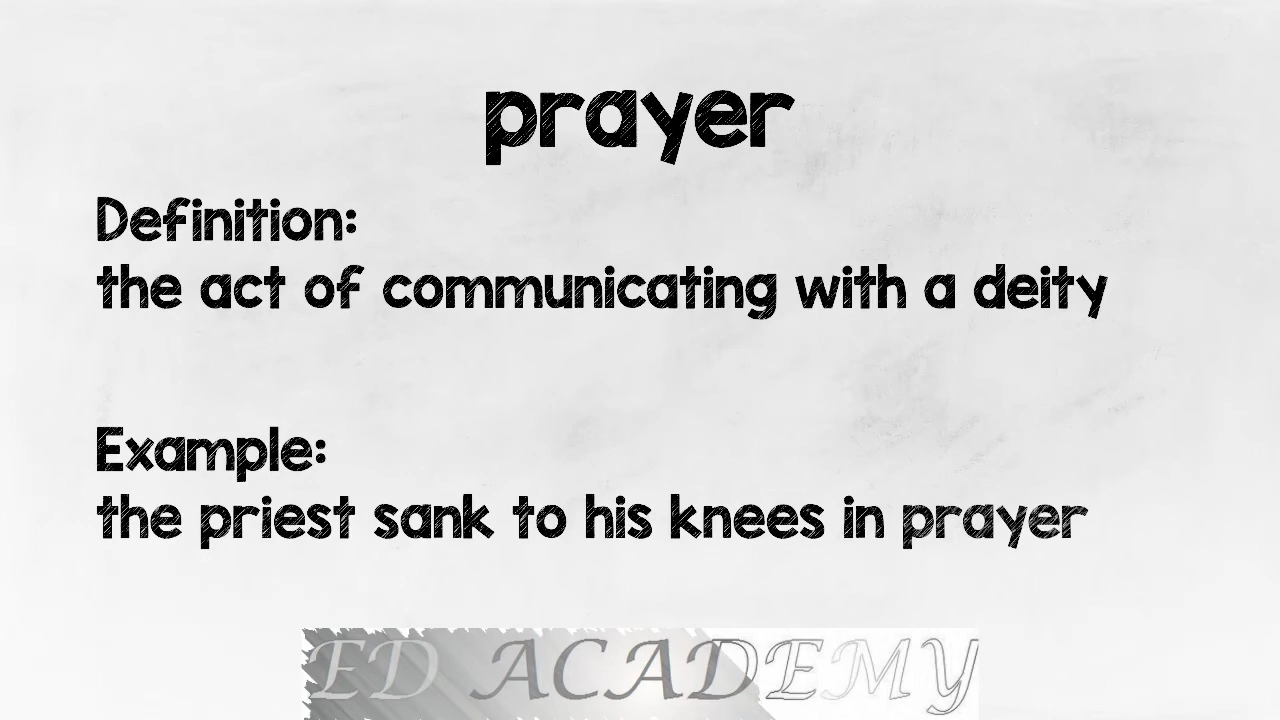 prayer
Definition:
the act of communicating with a deity
Example:
the priest sank to his knees in prayer
ED ACADEMY